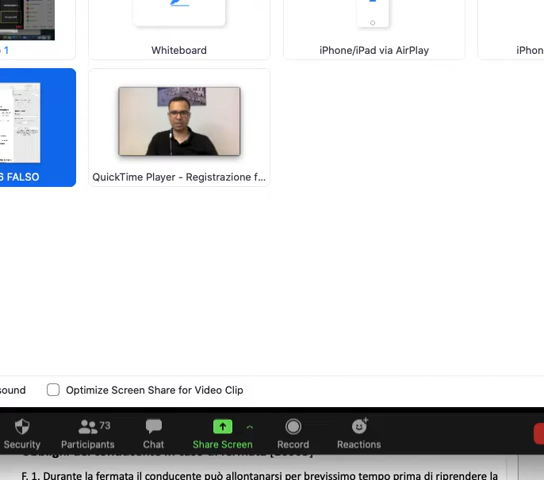 1
Whiteboard
iPhone/iPad via AirPlay
iPhon
6 FALSO
QuickTime Player - Registrazione f...
sound
Optimize Screen Share for Video Clip
73
Security
Participants
Chat
Share Screen
Record
Reactions
F. 1. Durante la fermata il conducente può allontanarsi per brevissimo tempo prima di riprendere la